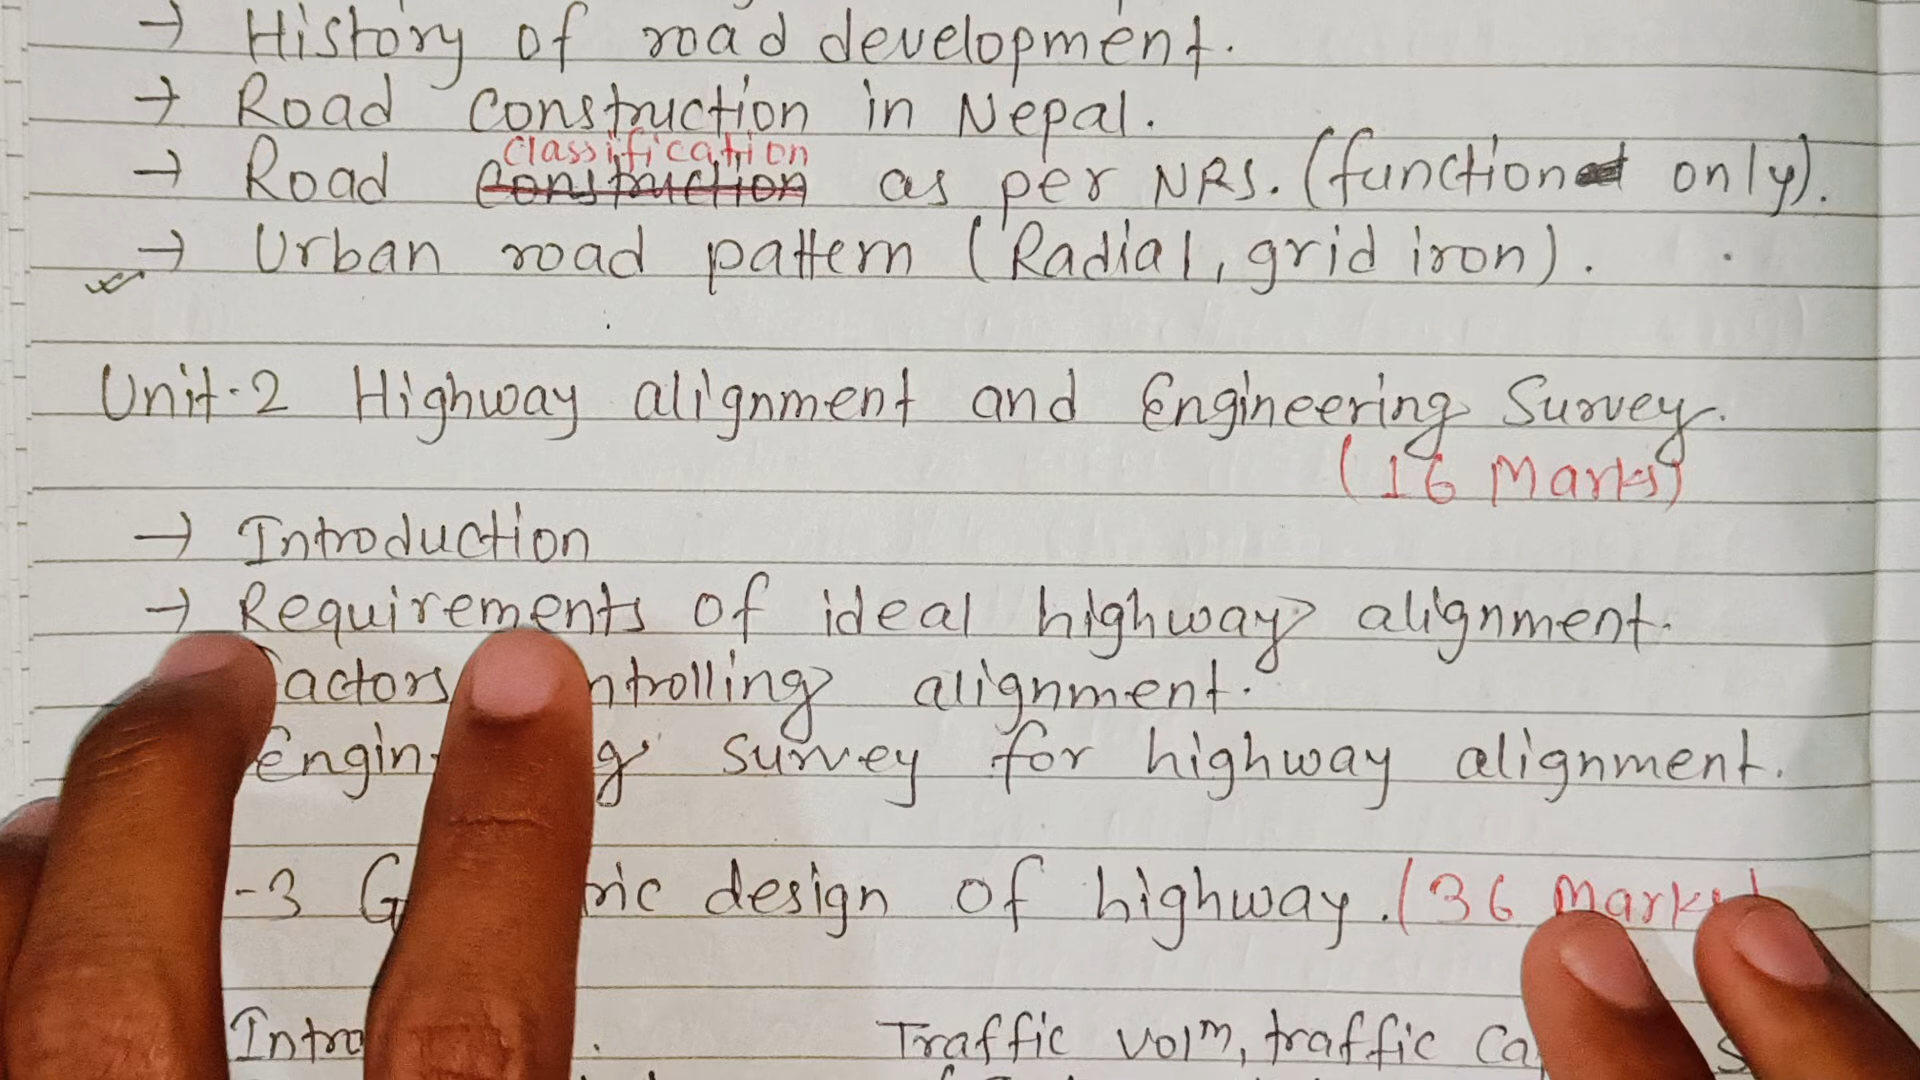 → History of road development.
→ Road construction in Nepal.
classification
→ Road construction as per NRS. (function only).
→ Urban road pattern (Radial, grid iron).
Unit-2 Highway alignment and Engineering Survey.
(16 Marks)
→ Introduction
→ Requirements of ideal highway alignment.
actors ntrolling alignment.
Engin g survey for highway alignment.
-3 G ric design of highway. (36 Marks
Intro . Traffic volm, traffic Ca